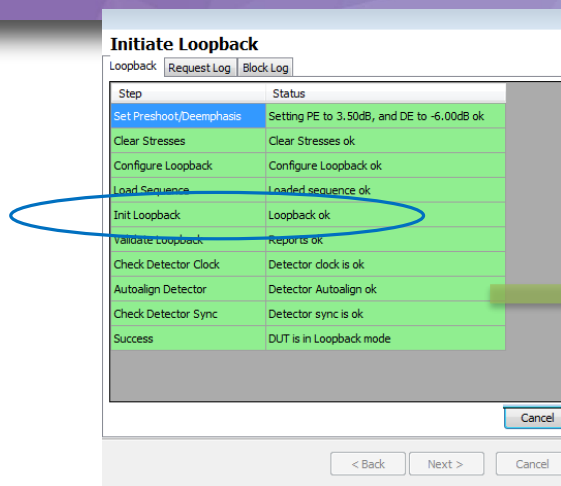 Initiate Loopback
Loopback Request Log Block Log
Step Status
Set Preshoot/Deemphasis Setting PE to 3.50dB, and DE to -6.00dB ok
Clear Stresses Clear Stresses ok
Configure Loopback Configure Loopback ok
Load Sequence Loaded sequence ok
Init Loopback Loopback ok
Validate Loopback Reports ok
Check Detector Clock Detector clock is ok
Autoalign Detector Detector Autoalign ok
Check Detector Sync Detector sync is ok
Success DUT is in Loopback mode
Cancel
< Back Next > Cancel